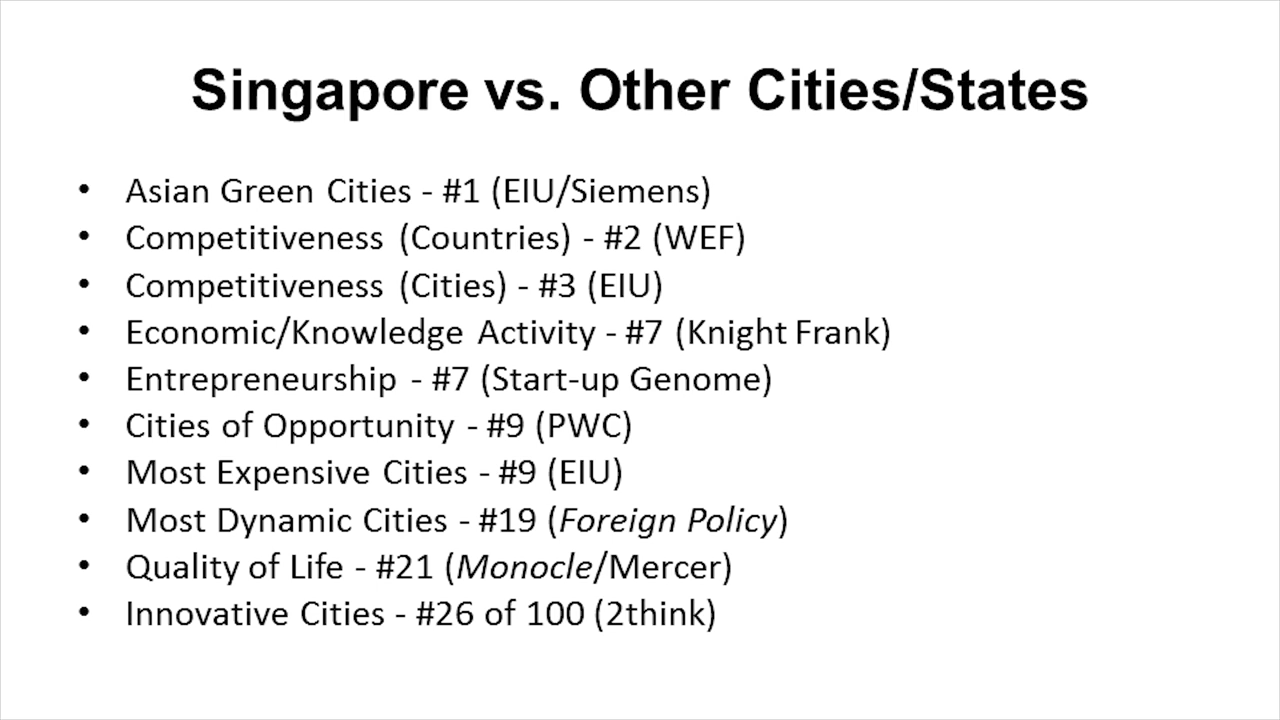 Singapore vs. Other Cities/States
• Asian Green Cities - #1 (EIU/Siemens)
• Competitiveness (Countries) - #2 (WEF)
• Competitiveness (Cities) - #3 (EIU)
• Economic/Knowledge Activity - #7 (Knight Frank)
• Entrepreneurship - #7 (Start-up Genome)
• Cities of Opportunity - #9 (PWC)
• Most Expensive Cities - #9 (EIU)
• Most Dynamic Cities - #19 (Foreign Policy)
• Quality of Life - #21 (Monocle/Mercer)
• Innovative Cities - #26 of 100 (2think)